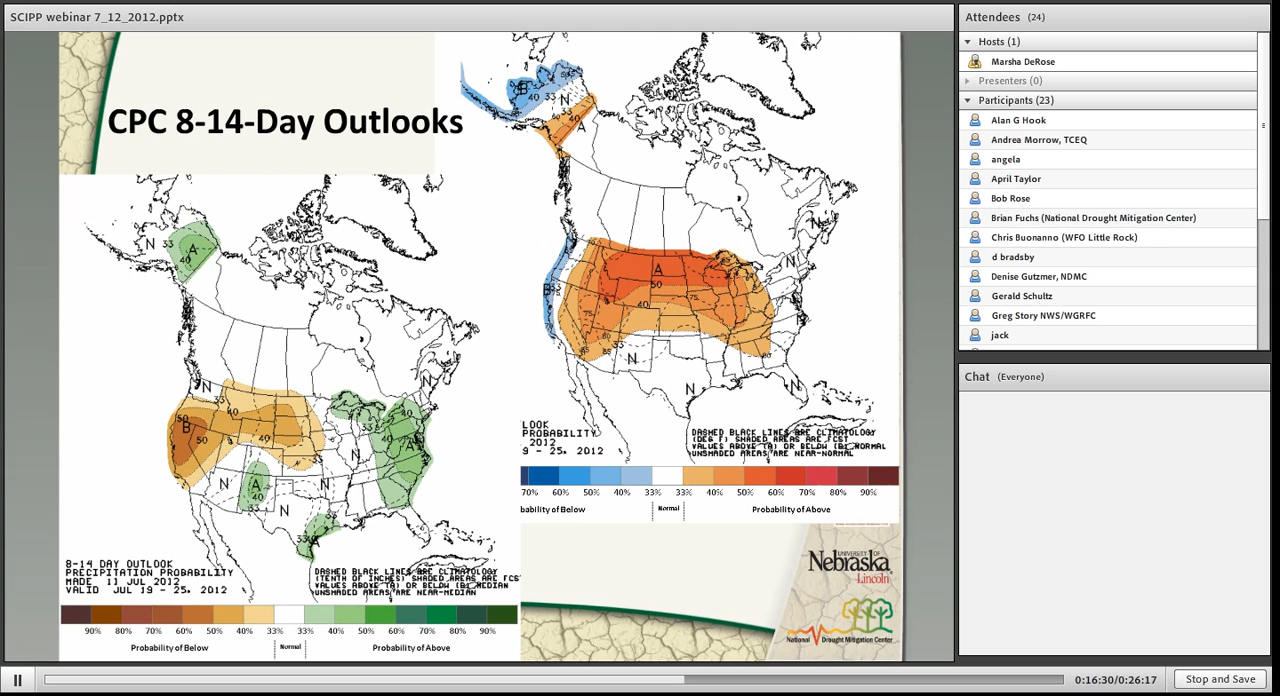 SCIPP webinar 7_12_2012.pptx
CPC 8-14-Day Outlooks
8-14 DAY OUTLOOK
PRECIPITATION PROBABILITY
MADE 11 JUL 2012
VALID JUL 19 - 25, 2012
DASHED BLACK LINES ARE CLIMATOLOGY
(TENTH OF INCHES) SHADED AREAS ARE FCS
VALUES ABOVE (A) OR BELOW (B) MEDIAN
UNSHADED AREAS ARE NEAR-MEDIAN
90% 80% 70% 60% 50% 40% 33% 33% 40% 50% 60% 70% 80% 90%
Probability of Below Normal Probability of Above
LOOK
PROBABILITY
2012
9 - 25, 2012
DASHED BLACK LINES ARE CLIMATOLOGY
(DEG F) SHADED AREAS ARE FCST
VALUES ABOVE (A) OR BELOW (B) NORMAL
UNSHADED AREAS ARE NEAR-NORMAL
70% 60% 50% 40% 33% 33% 40% 50% 60% 70% 80% 90%
bability of Below Normal Probability of Above
UNIVERSITY OF
Nebraska
Lincoln
National Drought Mitigation Center
Attendees (24)
Hosts (1)
Marsha DeRose
Presenters (0)
Participants (23)
Alan G Hook
Andrea Morrow, TCEQ
angela
April Taylor
Bob Rose
Brian Fuchs (National Drought Mitigation Center)
Chris Buonanno (WFO Little Rock)
d bradsby
Denise Gutzmer, NDMC
Gerald Schultz
Greg Story NWS/WGRFC
jack
Chat (Everyone)
0:16:30/0:26:17
Stop and Save